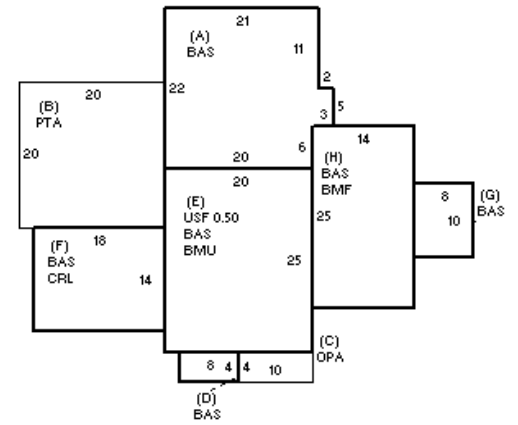 21
(A)
BAS
11
2
22
5
3
(B)
PTA
20
20
20
6
14
(H)
BAS
BMF
25
20
(E)
USF 0.50
BAS
BMU
25
8
10
(G)
BAS
18
(F)
BAS
CRL
14
8
4
4
10
(C)
OPA
(D)
BAS